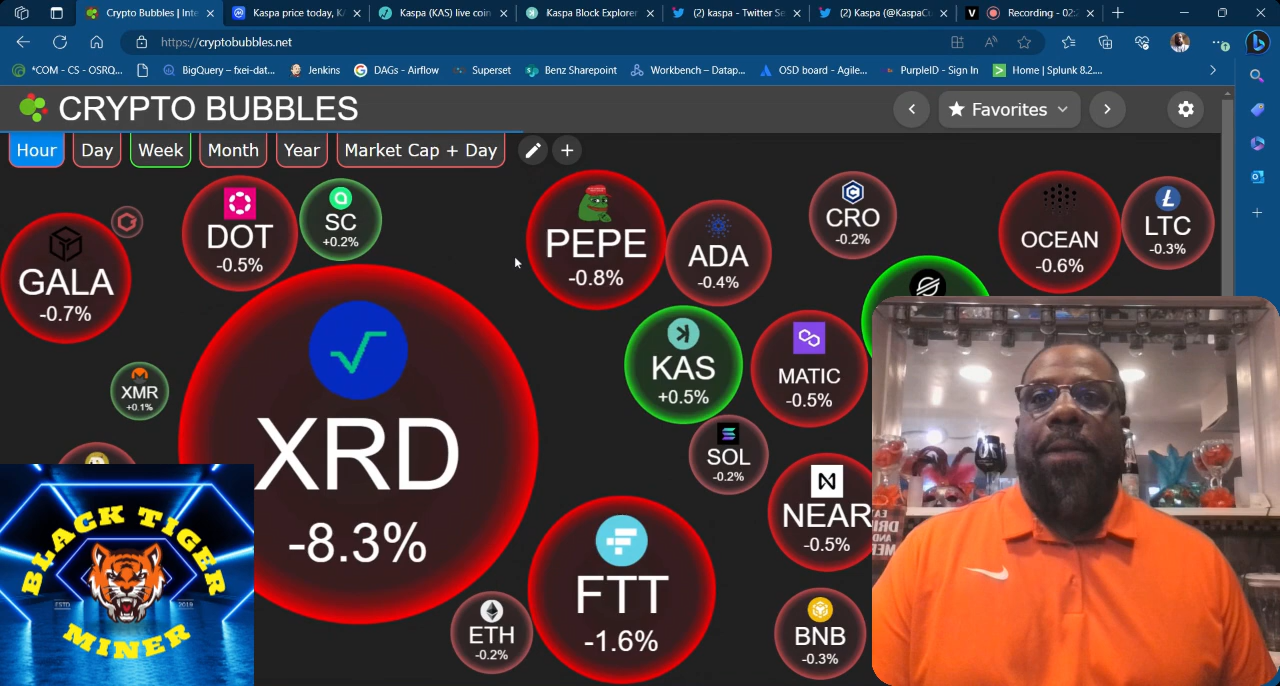 Crypto Bubbles | Inte
Kaspa price today, K
Kaspa (KAS) live coin
Kaspa Block Explorer
(2) kaspa - Twitter Se
(2) Kaspa (@KaspaCu
Recording - 02:
https://cryptobubbles.net
*COM - CS - OSRQ...
BigQuery – fxei-dat...
Jenkins
DAGs - Airflow
Superset
Benz Sharepoint
Workbench – Datap...
OSD board - Agile...
PurpleID - Sign In
Home | Splunk 8.2....
CRYPTO BUBBLES
Favorites
Hour
Day
Week
Month
Year
Market Cap + Day
GALA
-0.7%
DOT
-0.5%
SC
+0.2%
PEPE
-0.8%
ADA
-0.4%
CRO
-0.2%
OCEAN
-0.6%
LTC
-0.3%
XMR
+0.1%
XRD
-8.3%
KAS
+0.5%
MATIC
-0.5%
SOL
-0.2%
NEAR
-0.5%
FTT
-1.6%
ETH
-0.2%
BNB
-0.3%
BLACK TIGER
ESTD
2019
MINER